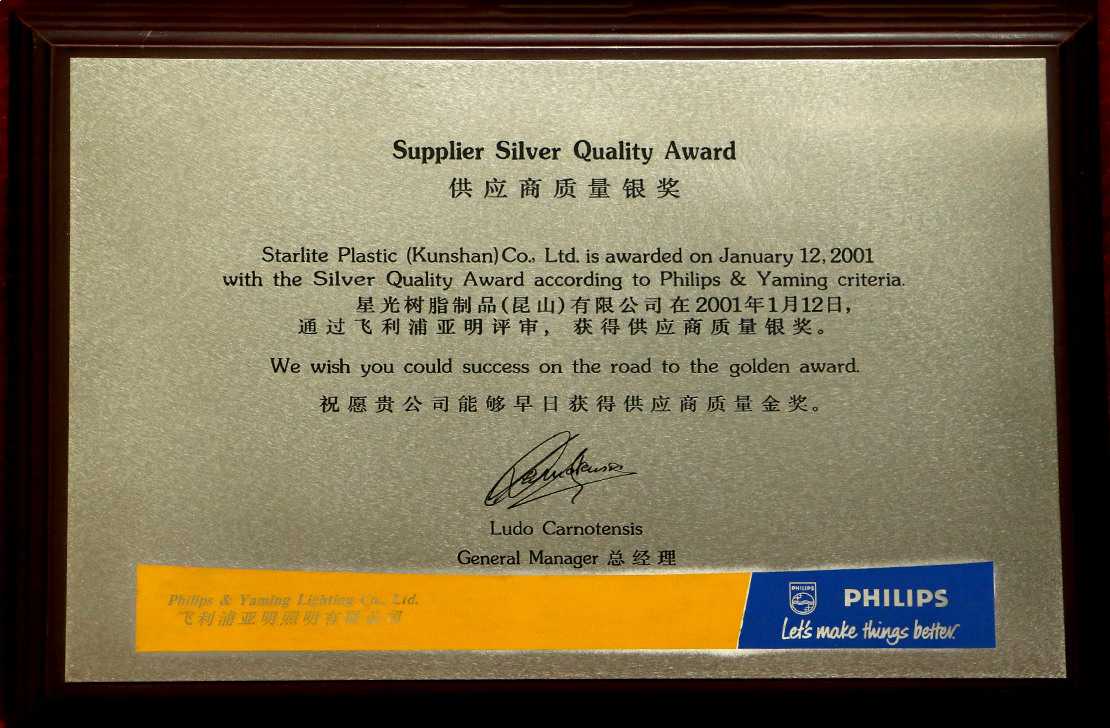 Supplier Silver Quality Award
供应商质量银奖
Starlite Plastic (Kunshan) Co., Ltd. is awarded on January 12, 2001
with the Silver Quality Award according to Philips & Yaming criteria.
星光树脂制品(昆山)有限公司在2001年1月12日，
通过飞利浦亚明评审，获得供应商质量银奖。
We wish you could success on the road to the golden award.
祝愿贵公司能够早日获得供应商质量金奖。
Ludo Carnotensis
General Manager 总经理
Philips & Yaming Lighting Co., Ltd.
飞利浦亚明照明有限公司
PHILIPS
PHILIPS
Let's make things better.